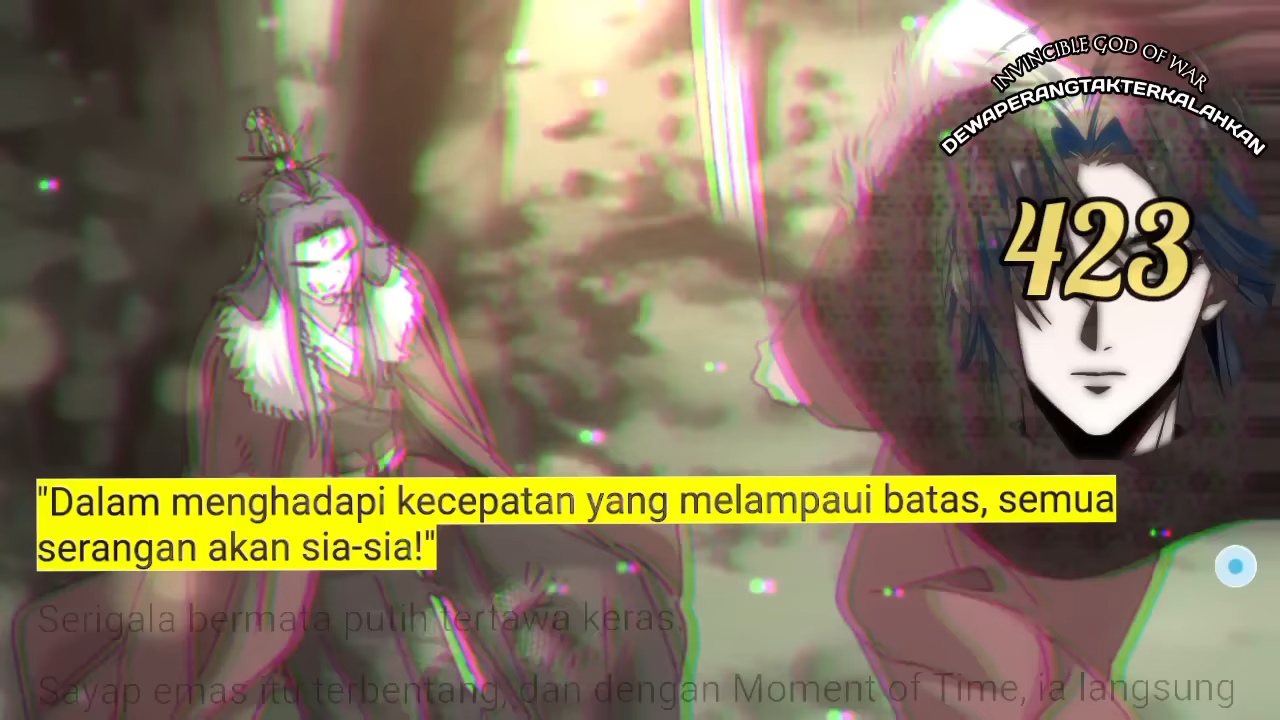 INVINCIBLE GOD OF WAR
DEWAPERANGTAKTERKALAHKAN
423
"Dalam menghadapi kecepatan yang melampaui batas, semua
serangan akan sia-sia!"
Serigala bermata putih tertawa keras.
Sayap emas itu terbentang, dan dengan Moment of Time, ia langsung